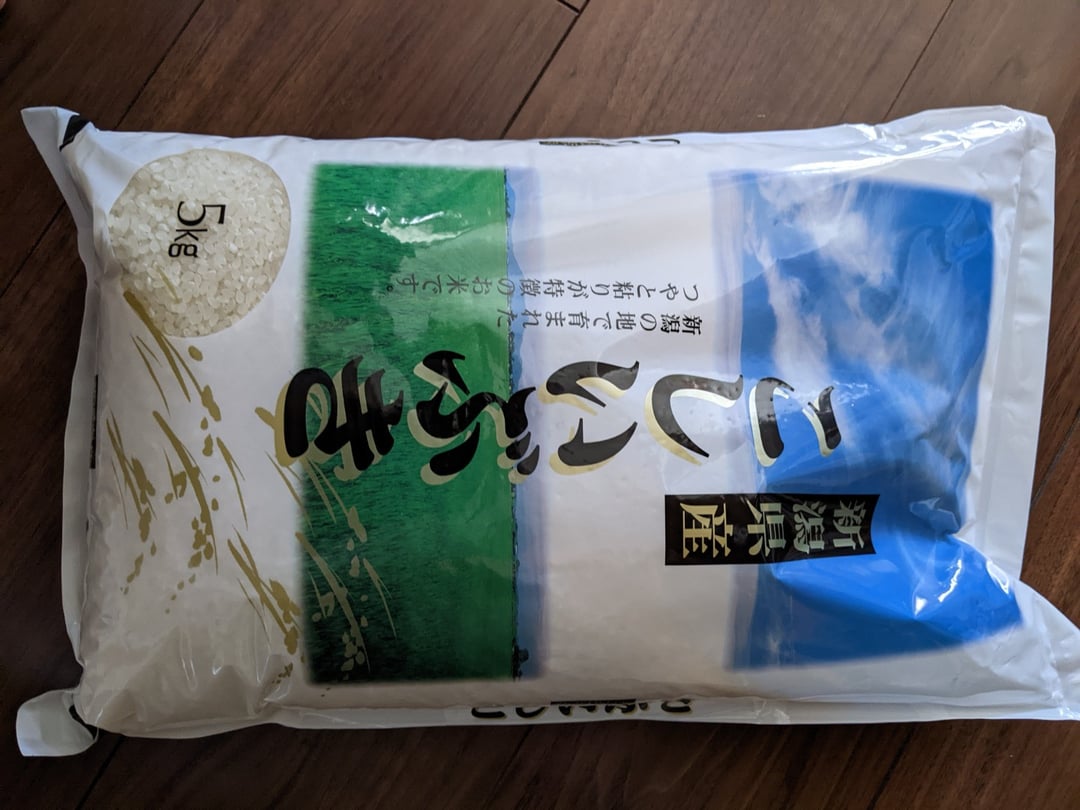 新潟県産
こしいぶき
新潟の地で育まれた
つやと粘りが特徴のお米です。
5kg